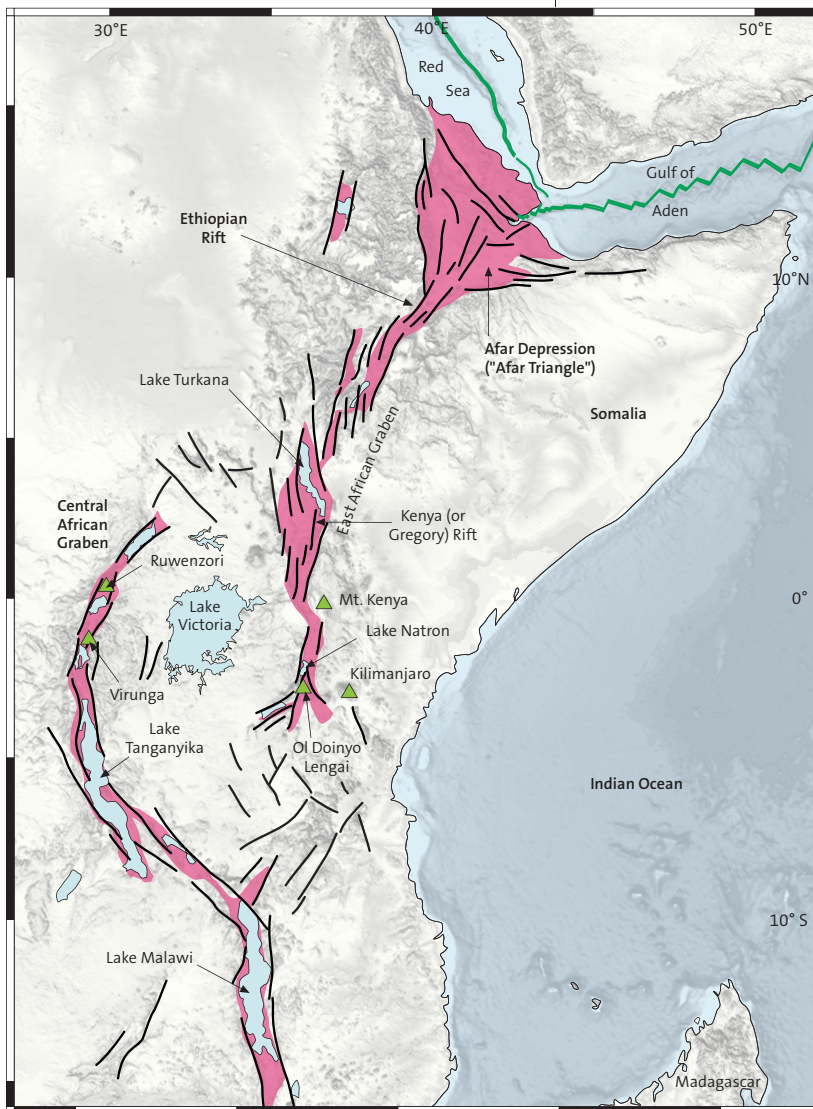 30°E
40°E
50°E
Red
Sea
Gulf of
Aden
Ethiopian
Rift
10°N
Afar Depression
("Afar Triangle")
Lake Turkana
Somalia
East African Graben
Central
African
Graben
Kenya (or
Gregory) Rift
Ruwenzori
Lake
Victoria
Mt. Kenya
0°
Lake Natron
Kilimanjaro
Virunga
Lake
Tanganyika
Ol Doinyo
Lengai
Indian Ocean
10° S
Lake Malawi
Madagascar